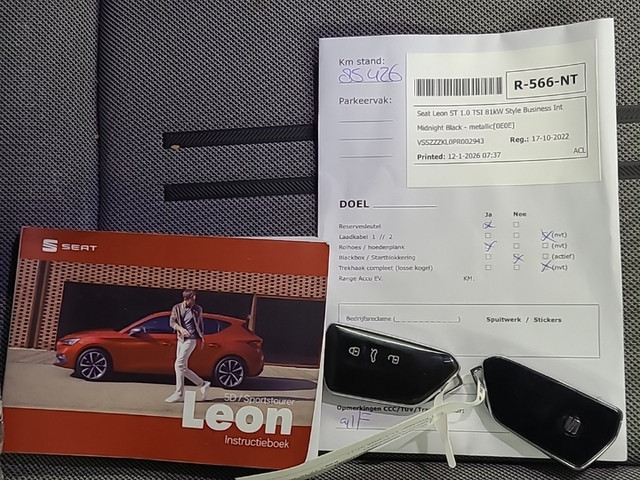 Km stand:
85426
R-566-NT
Parkeervak:
Seat Leon ST 1.0 TSI 81kW Style Business Int
Midnight Black - metallic[0E0E]
VSSZZZKL0PR002943 Reg.: 17-10-2022
Printed: 12-1-2026 07:37 ACL
DOEL
Ja Nee
Reservesleutel
Laadkabel 1 // 2 (nvt)
Rolhoes / hoedenplank (nvt)
Blackbox / Startblokkering (actief)
Trekhaak compleet (losse kogel) (nvt)
Range Accu EV. KM:
Bedrijfsreclame (______________) Spuitwerk / Stickers
Opmerkingen CCC/TUV/
SEAT
5D / Sportstourer
Leon
Instructieboek